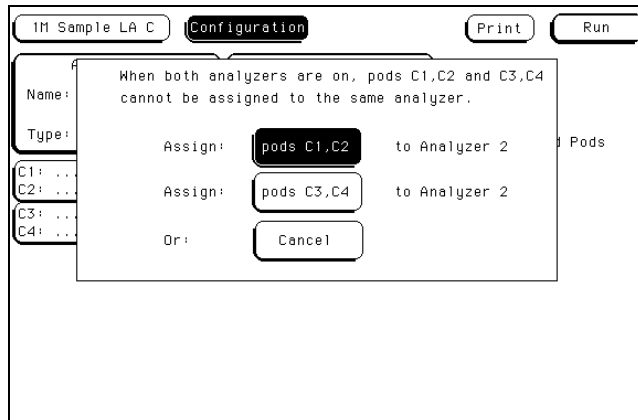 1M Sample LA C Configuration Print Run
When both analyzers are on, pods C1,C2 and C3,C4
cannot be assigned to the same analyzer.
Name:
Type: Pods
Assign: pods C1,C2 to Analyzer 2
C1: ...
C2: ...
Assign: pods C3,C4 to Analyzer 2
C3: ...
C4: ...
Or: Cancel